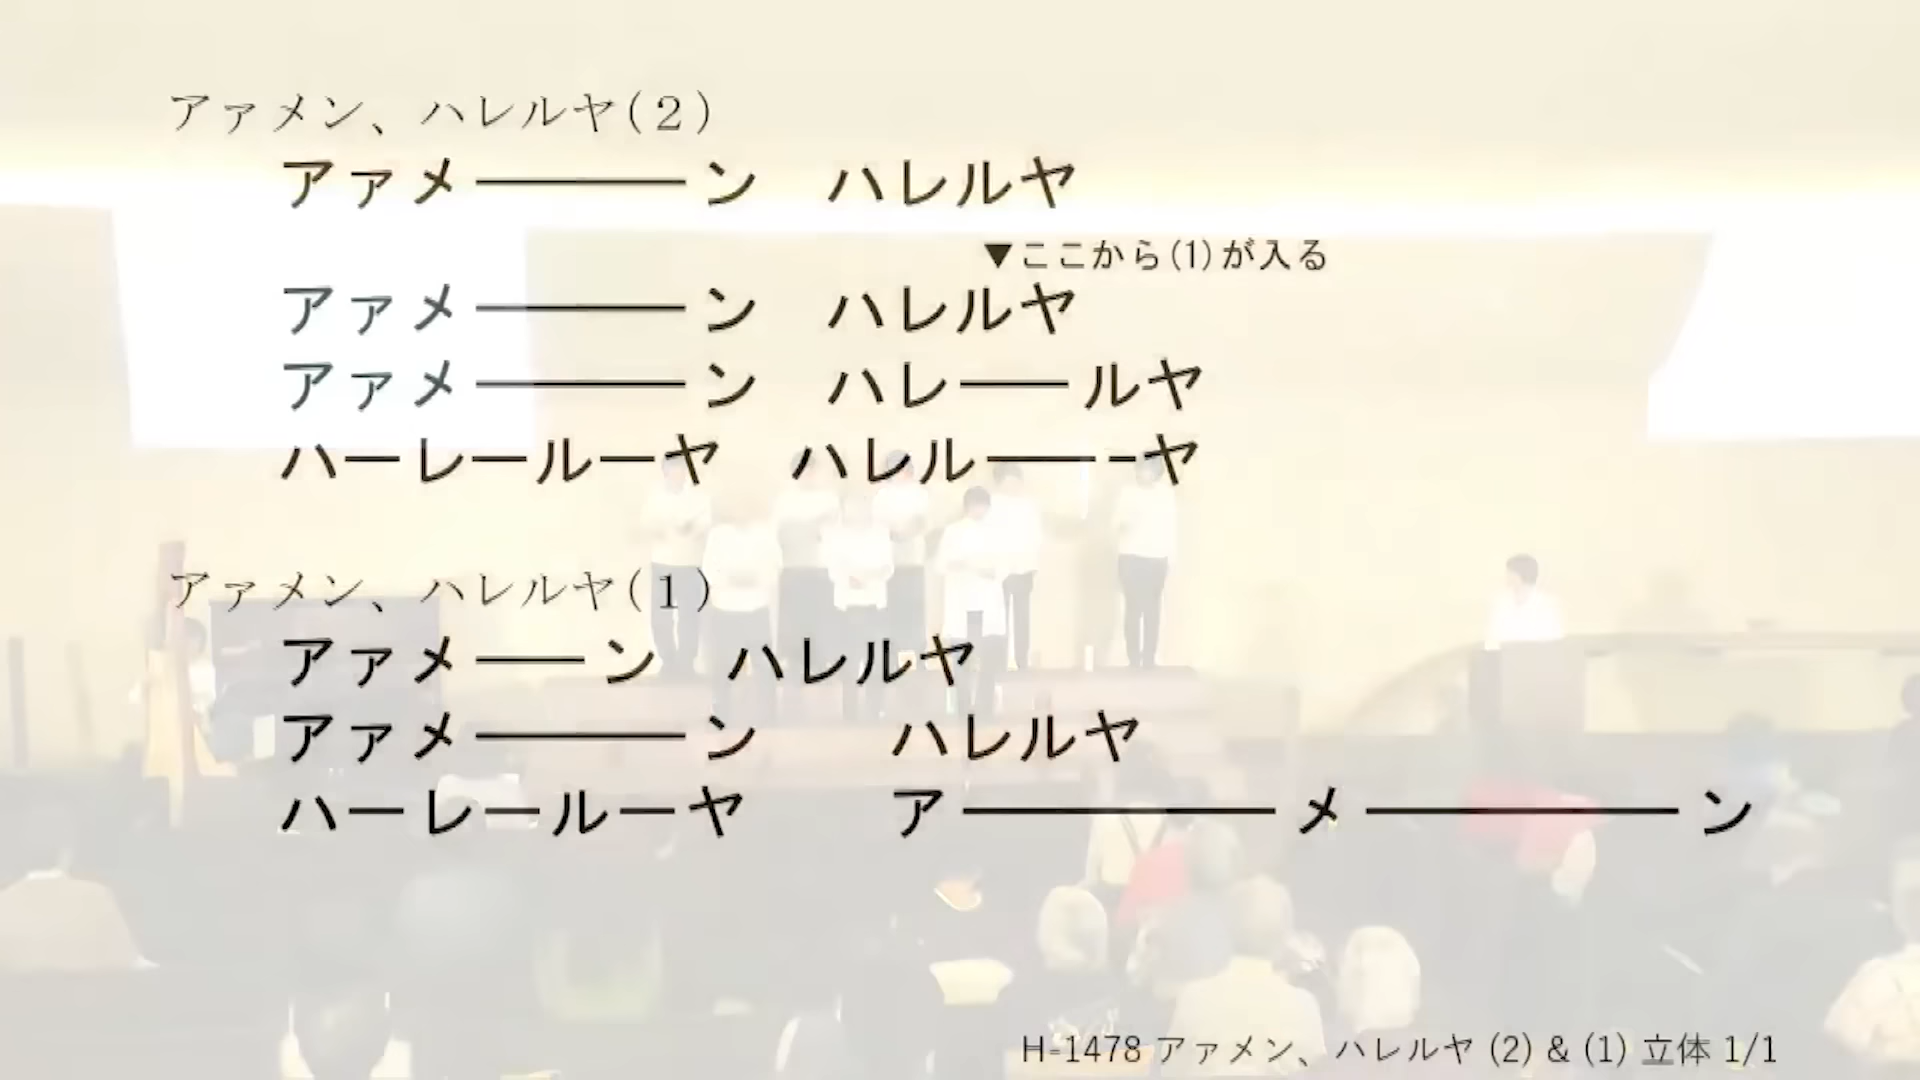 アァメン、ハレルヤ(２)
アァメ―――ン　ハレルヤ
▼ここから(1)が入る
アァメ―――ン　ハレルヤ
アァメ―――ン　ハレ――ルヤ
ハーレールーヤ　ハレル――-ヤ
アァメン、ハレルヤ(１)
アァメ――ン　ハレルヤ
アァメ―――ン　　ハレルヤ
ハーレールーヤ　　ア―――――メ―――――ン
H=1478 アァメン、ハレルヤ (2) & (1) 立体 1/1